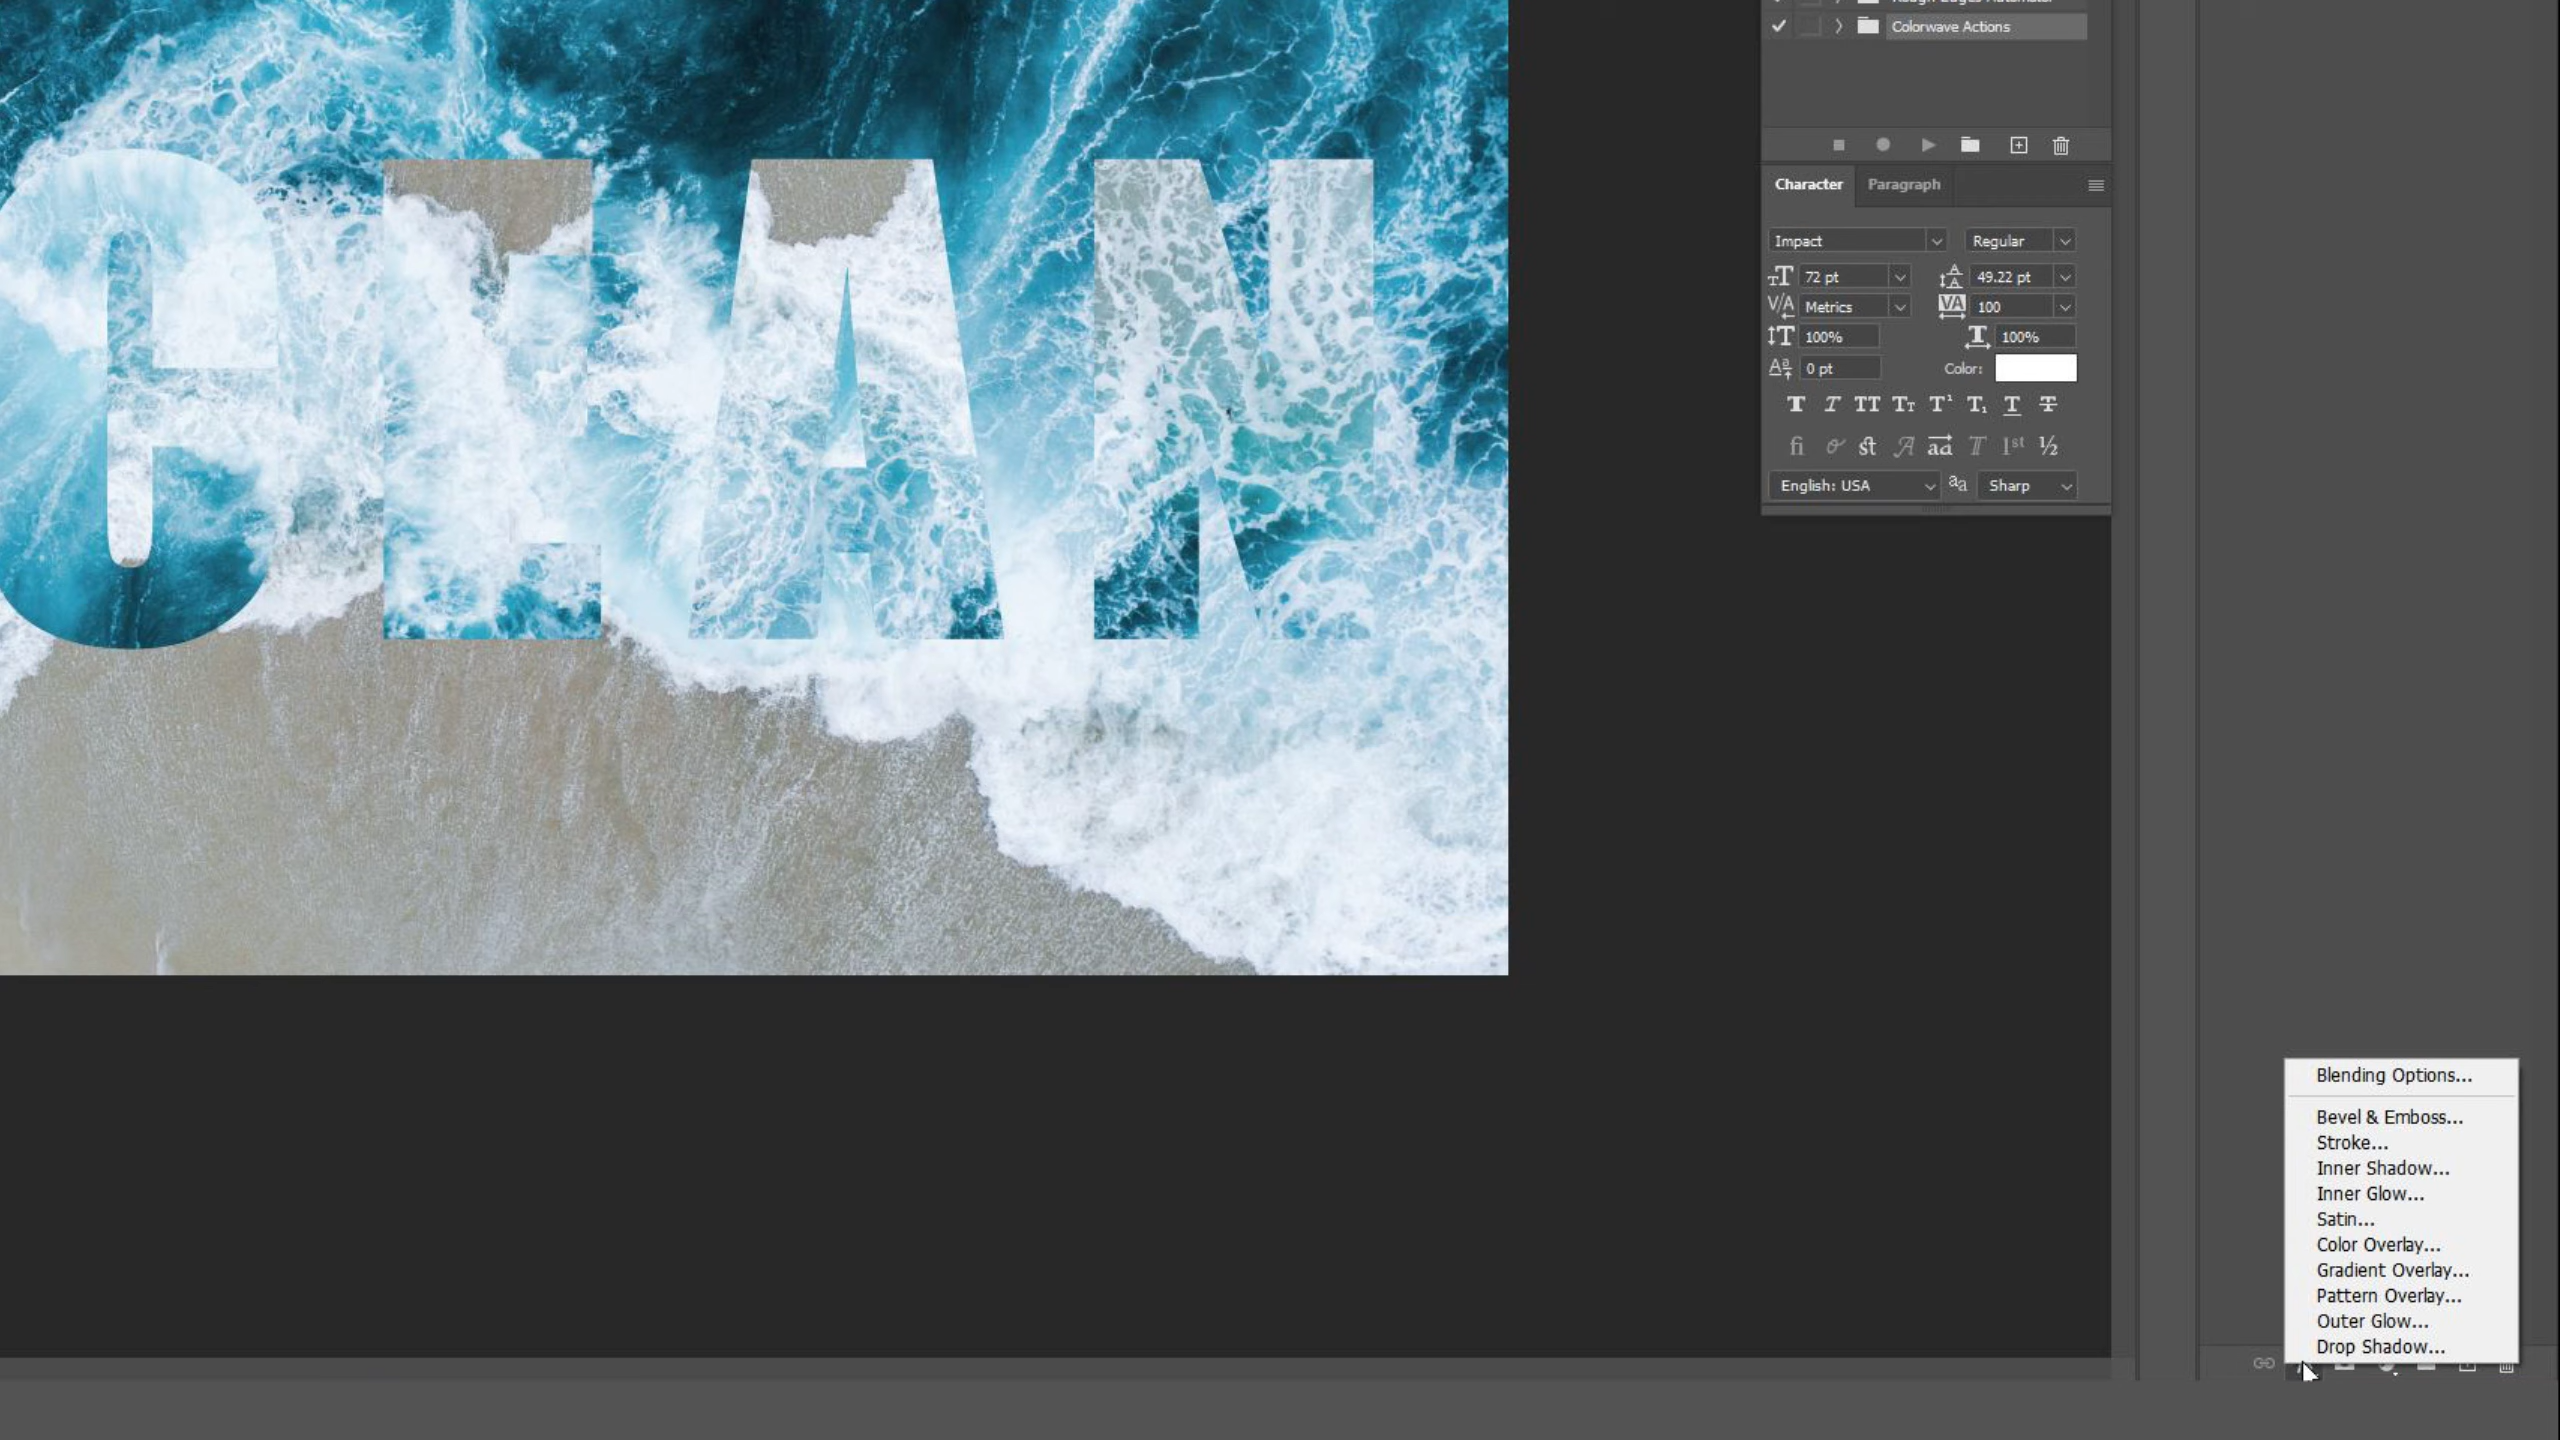 Colorwave Actions
CEAN
Character Paragraph
Impact Regular
72 pt 49.22 pt
Metrics 100
100% 100%
0 pt Color:
English: USA Sharp
Blending Options...
Bevel & Emboss...
Stroke...
Inner Shadow...
Inner Glow...
Satin...
Color Overlay...
Gradient Overlay...
Pattern Overlay...
Outer Glow...
Drop Shadow...